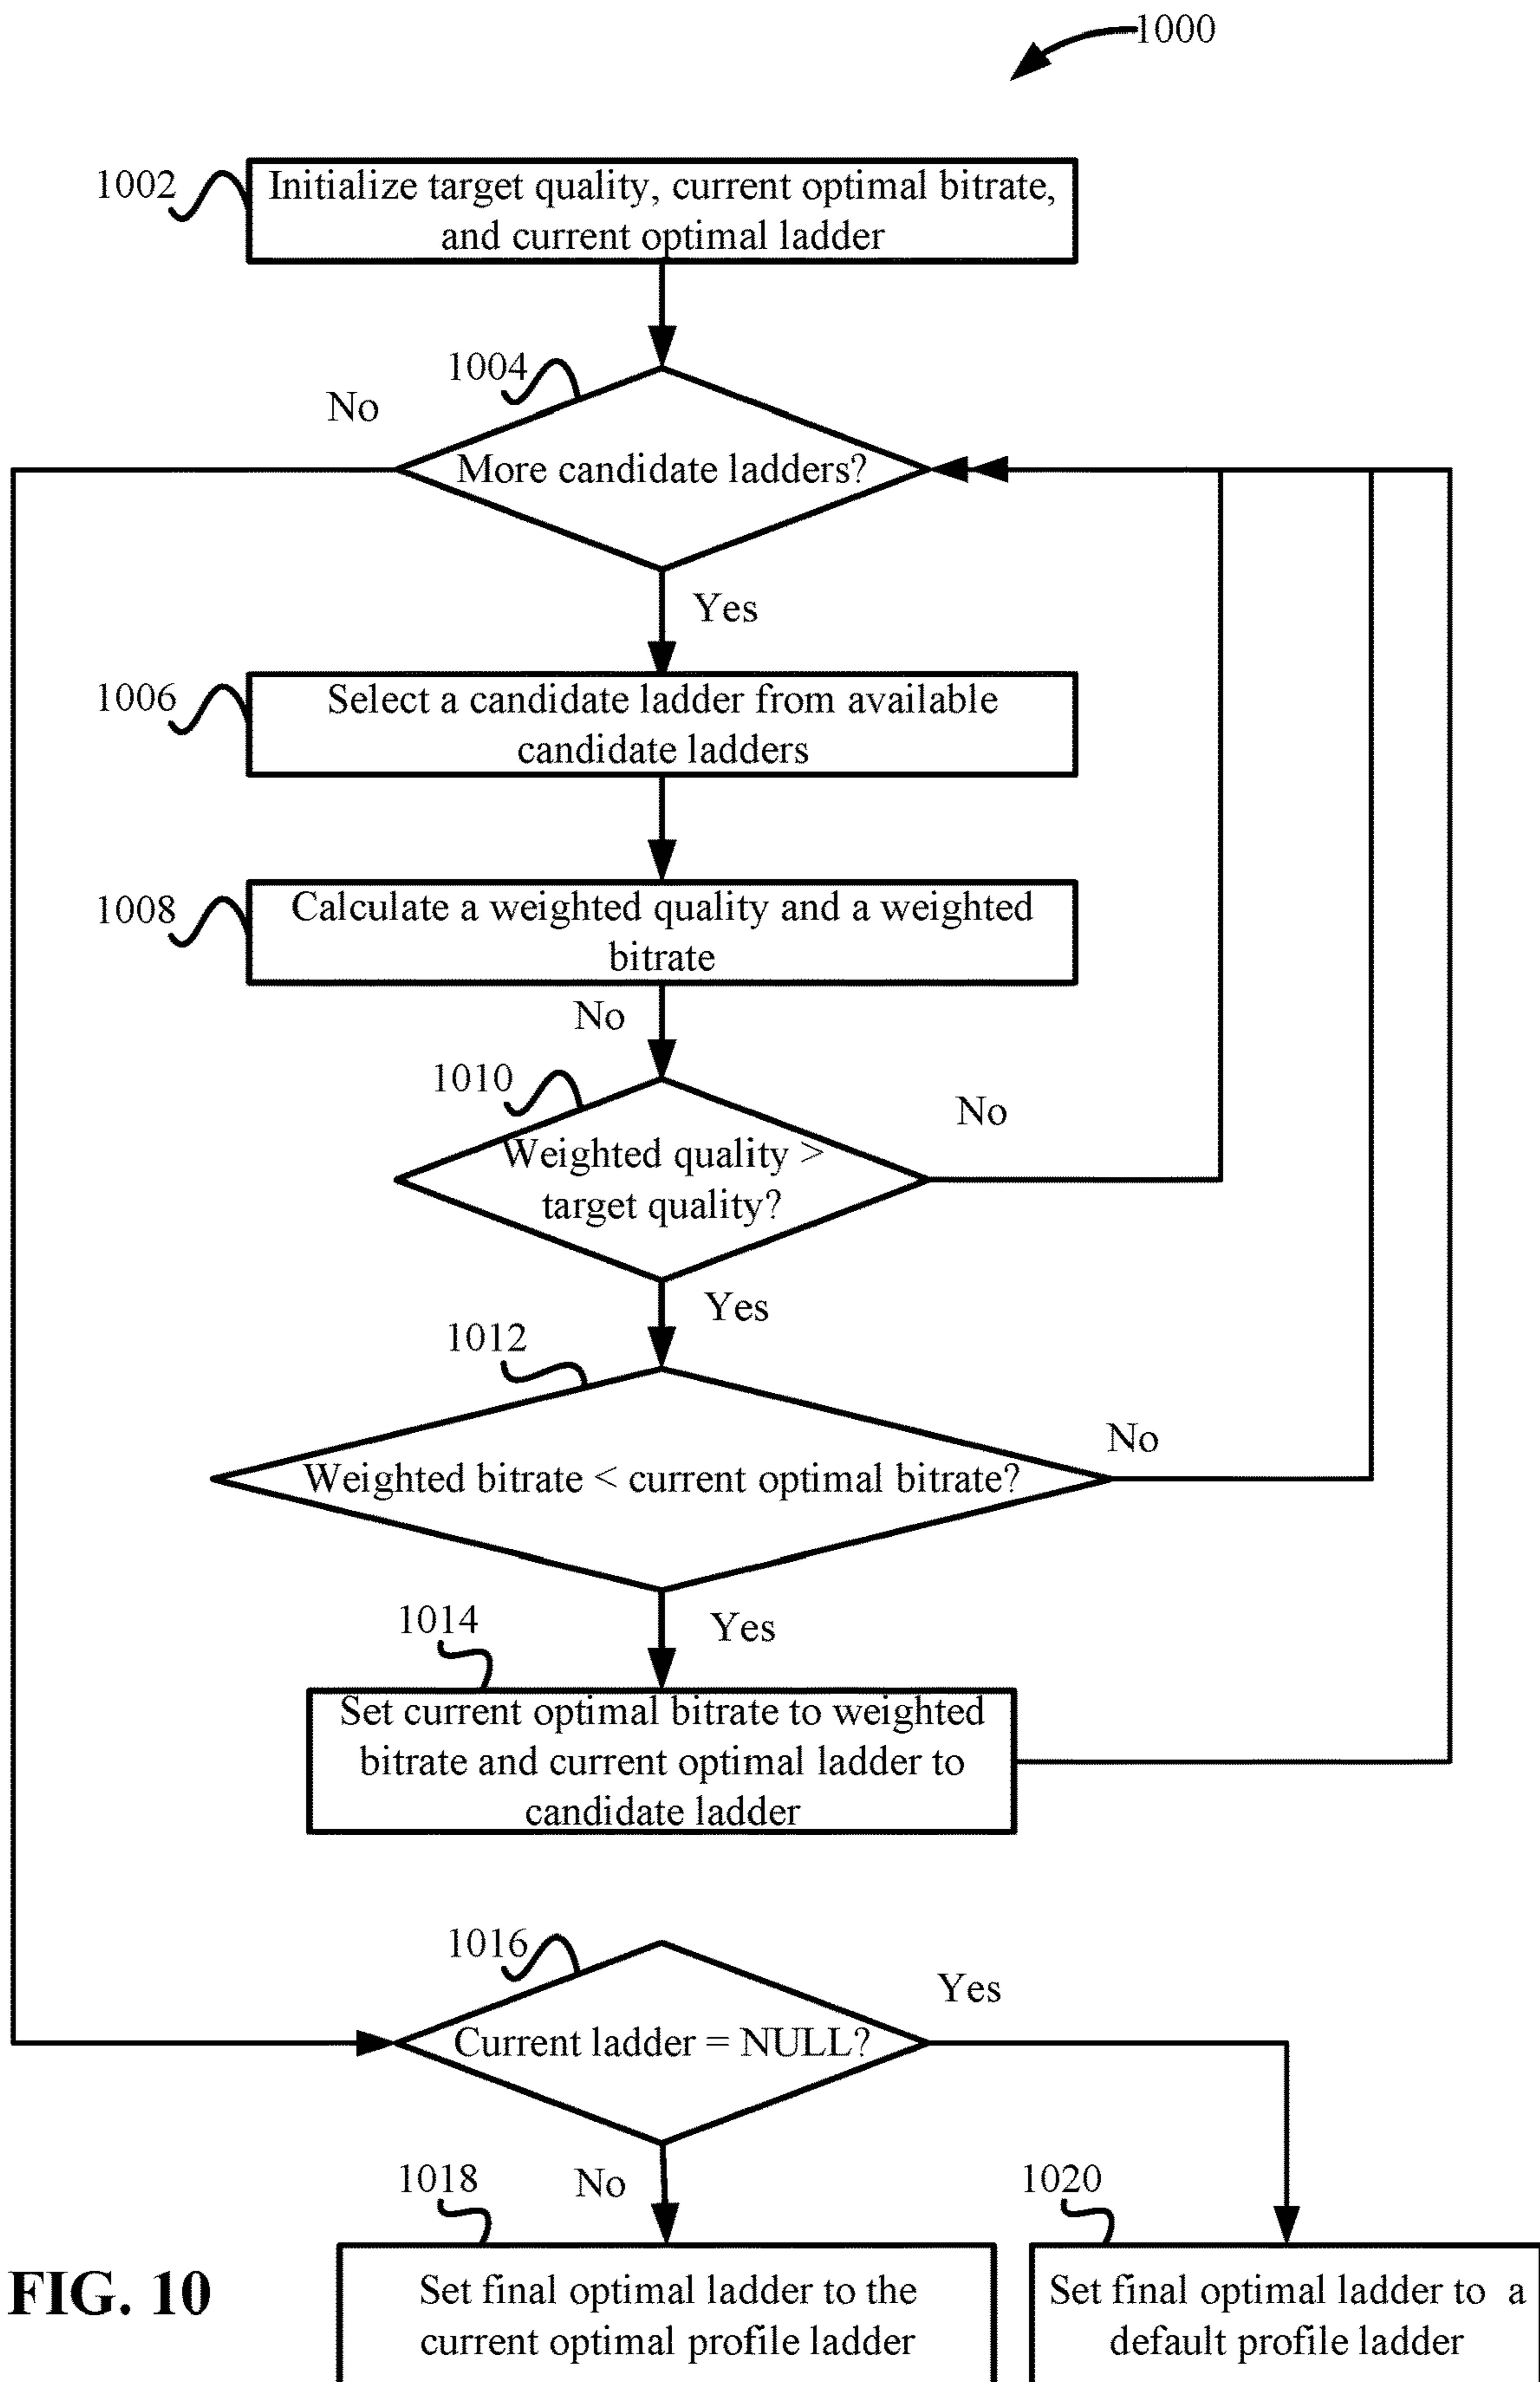 1000
1002
Initialize target quality, current optimal bitrate,
and current optimal ladder
1004
No
More candidate ladders?
Yes
1006
Select a candidate ladder from available
candidate ladders
1008
Calculate a weighted quality and a weighted
bitrate
No
1010
No
Weighted quality >
target quality?
Yes
1012
No
Weighted bitrate < current optimal bitrate?
1014
Yes
Set current optimal bitrate to weighted
bitrate and current optimal ladder to
candidate ladder
1016
Yes
Current ladder = NULL?
1018
No
1020
Set final optimal ladder to the
current optimal profile ladder
Set final optimal ladder to a
default profile ladder
FIG. 10